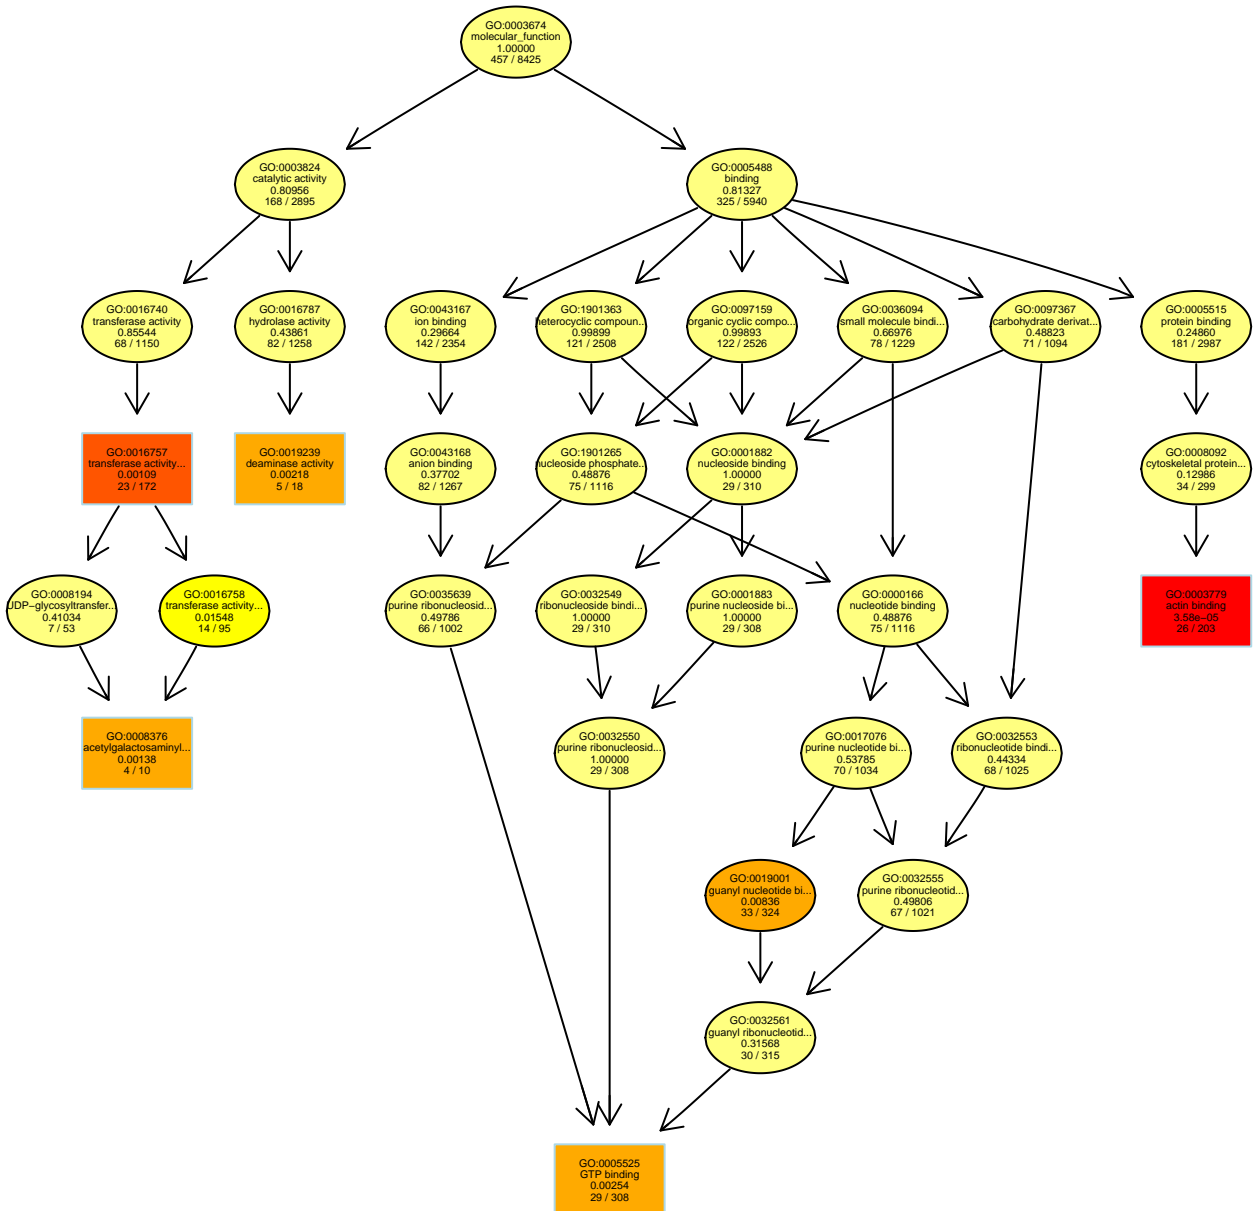 GO:0003674
molecular_function
1.00000
457 / 8425
GO:0003824
catalytic activity
0.80956
168 / 2895
GO:0005488
binding
0.81327
325 / 5940
GO:0016740
transferase activity
0.85544
68 / 1150
GO:0016787
hydrolase activity
0.43861
82 / 1258
GO:0043167
ion binding
0.29664
142 / 2354
GO:1901363
heterocyclic compoun...
0.99899
121 / 2508
GO:0097159
organic cyclic compo...
0.99893
122 / 2526
GO:0036094
small molecule bindi...
0.66976
78 / 1229
GO:0097367
carbohydrate derivat...
0.48823
71 / 1094
GO:0005515
protein binding
0.24860
181 / 2987
GO:0016757
transferase activity...
0.00109
23 / 172
GO:0019239
deaminase activity
0.00218
5 / 18
GO:0043168
anion binding
0.37702
82 / 1267
GO:1901265
nucleoside phosphate...
0.48876
75 / 1116
GO:0001882
nucleoside binding
1.00000
29 / 310
GO:0008092
cytoskeletal protein...
0.12986
34 / 299
GO:0008194
UDP−glycosyltransfer...
0.41034
7 / 53
GO:0016758
transferase activity...
0.01548
14 / 95
GO:0035639
purine ribonucleosid...
0.49786
66 / 1002
GO:0032549
ribonucleoside bindi...
1.00000
29 / 310
GO:0001883
purine nucleoside bi...
1.00000
29 / 308
GO:0000166
nucleotide binding
0.48876
75 / 1116
GO:0003779
actin binding
3.58e−05
26 / 203
GO:0008376
acetylgalactosaminyl...
0.00138
4 / 10
GO:0032550
purine ribonucleosid...
1.00000
29 / 308
GO:0017076
purine nucleotide bi...
0.53785
70 / 1034
GO:0032553
ribonucleotide bindi...
0.44334
68 / 1025
GO:0019001
guanyl nucleotide bi...
0.00836
33 / 324
GO:0032555
purine ribonucleotid...
0.49806
67 / 1021
GO:0032561
guanyl ribonucleotid...
0.31568
30 / 315
GO:0005525
GTP binding
0.00254
29 / 308